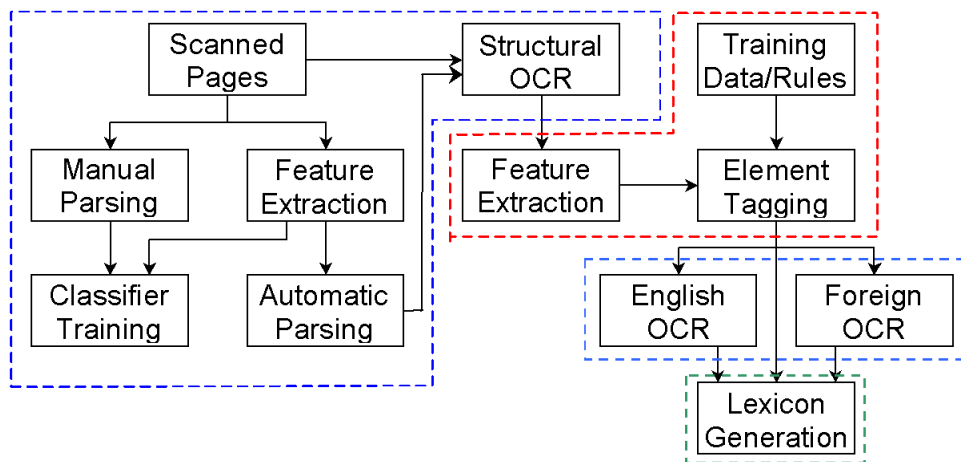 Scanned
Pages
Structural
OCR
Training
Data/Rules
Manual
Parsing
Feature
Extraction
Feature
Extraction
Element
Tagging
Classifier
Training
Automatic
Parsing
English
OCR
Foreign
OCR
Lexicon
Generation